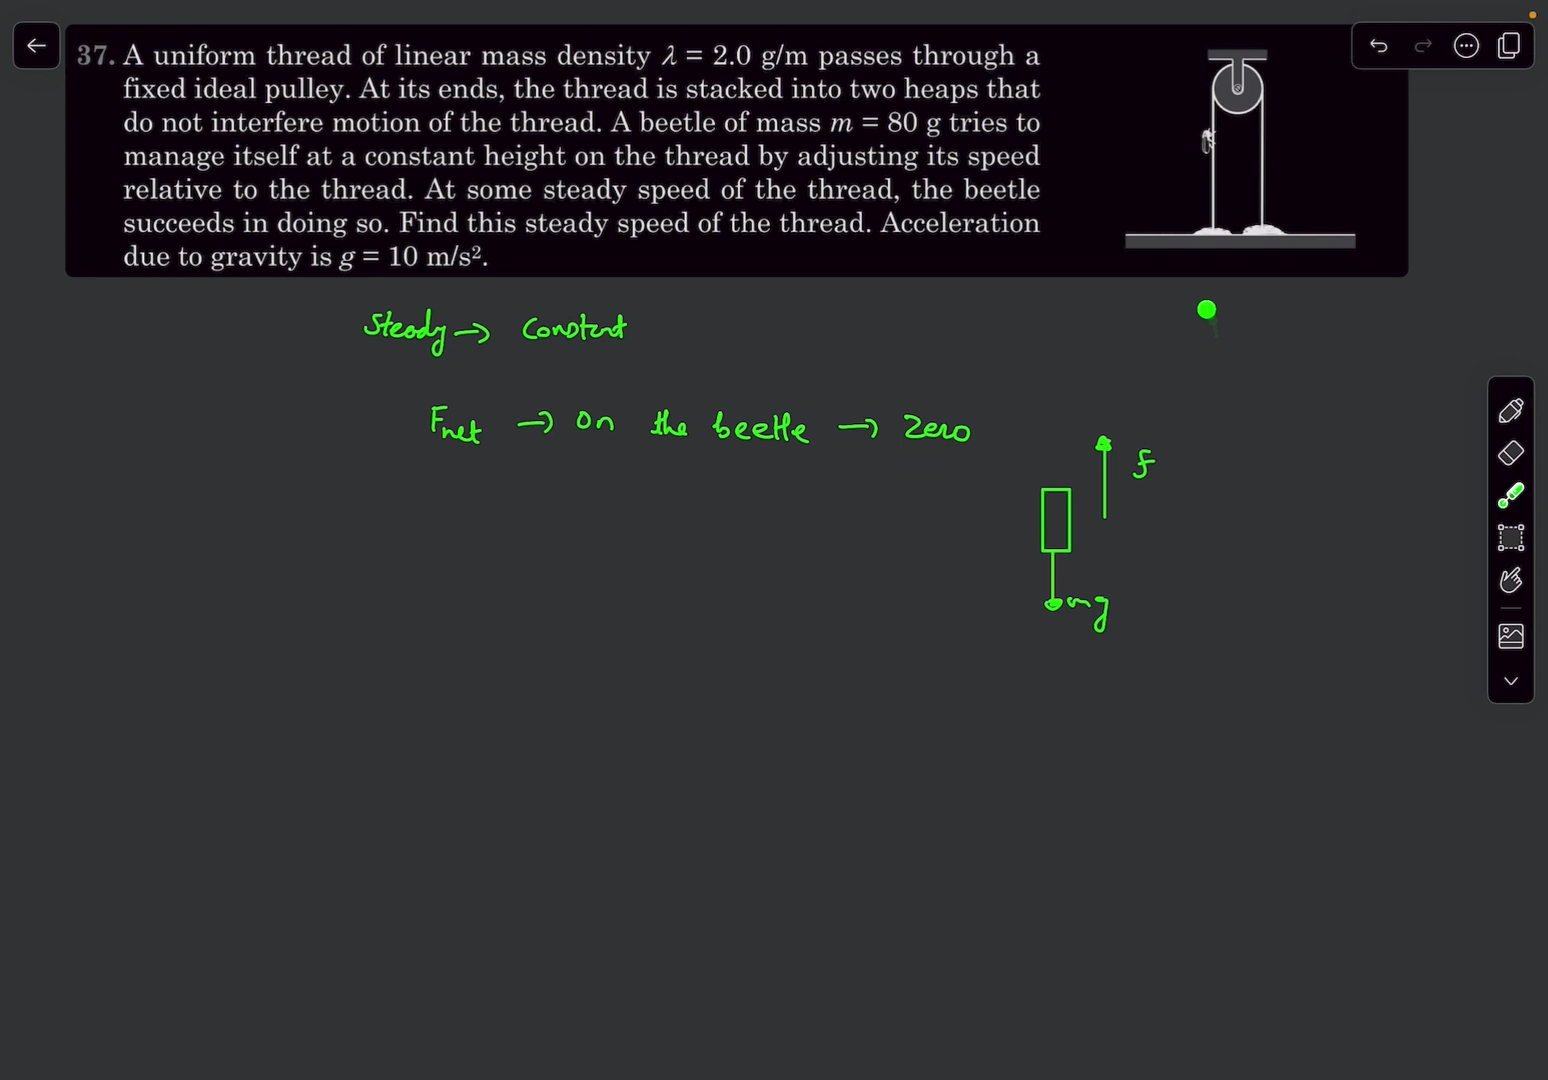 37. A uniform thread of linear mass density λ = 2.0 g/m passes through a
fixed ideal pulley. At its ends, the thread is stacked into two heaps that
do not interfere motion of the thread. A beetle of mass m = 80 g tries to
manage itself at a constant height on the thread by adjusting its speed
relative to the thread. At some steady speed of the thread, the beetle
succeeds in doing so. Find this steady speed of the thread. Acceleration
due to gravity is g = 10 m/s².
Steady → Constant
Fnet → On the beetle → Zero
f
mg